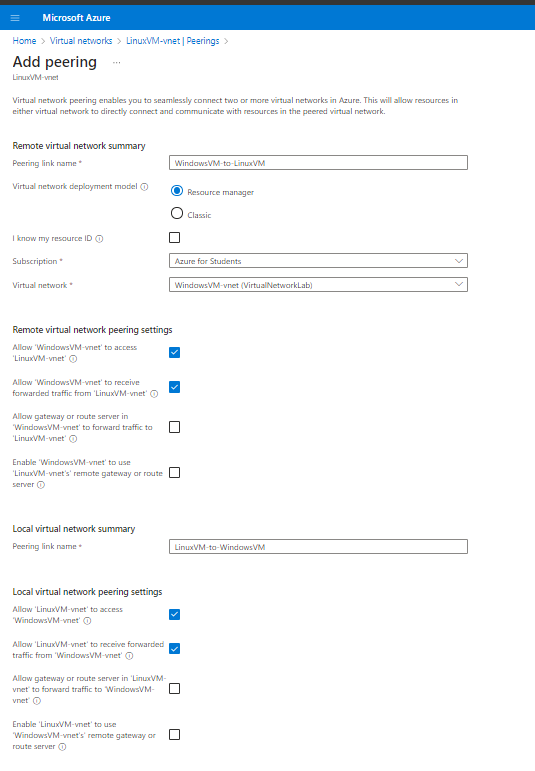 Microsoft Azure
Home > Virtual networks > LinuxVM-vnet | Peerings >
Add peering ...
LinuxVM-vnet
Virtual network peering enables you to seamlessly connect two or more virtual networks in Azure. This will allow resources in
either virtual network to directly connect and communicate with resources in the peered virtual network.
Remote virtual network summary
Peering link name * WindowsVM-to-LinuxVM
Virtual network deployment model Resource manager
Classic
I know my resource ID
Subscription * Azure for Students
Virtual network * WindowsVM-vnet (VirtualNetworkLab)
Remote virtual network peering settings
Allow 'WindowsVM-vnet' to access
'LinuxVM-vnet'
Allow 'WindowsVM-vnet' to receive
forwarded traffic from 'LinuxVM-vnet'
Allow gateway or route server in
'WindowsVM-vnet' to forward traffic to
'LinuxVM-vnet'
Enable 'WindowsVM-vnet' to use
'LinuxVM-vnet's' remote gateway or route
server
Local virtual network summary
Peering link name * LinuxVM-to-WindowsVM
Local virtual network peering settings
Allow 'LinuxVM-vnet' to access
'WindowsVM-vnet'
Allow 'LinuxVM-vnet' to receive forwarded
traffic from 'WindowsVM-vnet'
Allow gateway or route server in 'LinuxVM-
vnet' to forward traffic to 'WindowsVM-
vnet'
Enable 'LinuxVM-vnet' to use
'WindowsVM-vnet's' remote gateway or
route server